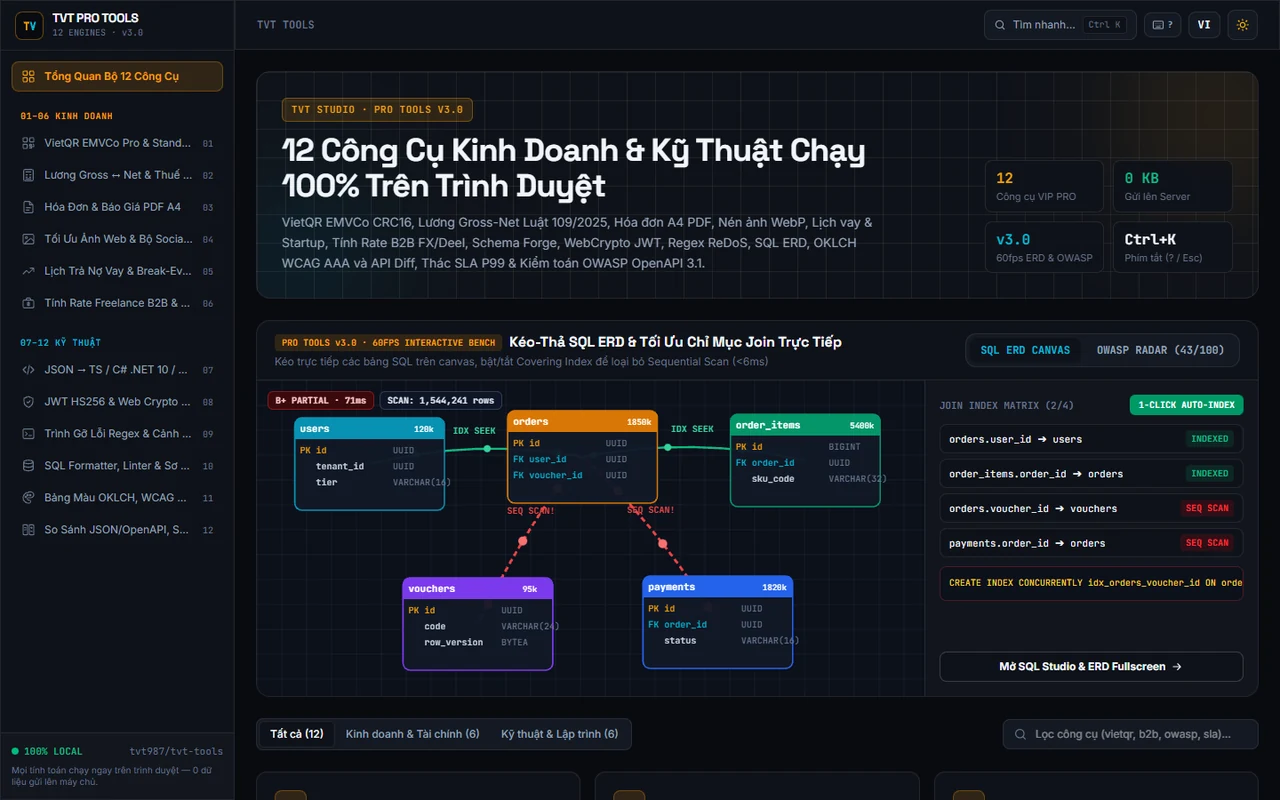 TV
TVT PRO TOOLS
12 ENGINES · v3.0
Tổng Quan Bộ 12 Công Cụ
01-06 KINH DOANH
VietQR EMVCo Pro & Stand... 01
Lương Gross ↔ Net & Thuế ... 02
Hóa Đơn & Báo Giá PDF A4 03
Tối Ưu Ảnh Web & Bộ Socia... 04
Lịch Trả Nợ Vay & Break-Ev... 05
Tính Rate Freelance B2B & ... 06
07-12 KỸ THUẬT
JSON → TS / C# .NET 10 / ... 07
JWT HS256 & Web Crypto ... 08
Trình Gỡ Lỗi Regex & Cảnh ... 09
SQL Formatter, Linter & Sơ ... 10
Bảng Màu OKLCH, WCAG ... 11
So Sánh JSON/OpenAPI, S... 12
100% LOCAL tvt987/tvt-tools
Mọi tính toán chạy ngay trên trình duyệt — 0 dữ
liệu gửi lên máy chủ.
TVT TOOLS
Tìm nhanh... Ctrl K
?
VI
TVT STUDIO · PRO TOOLS V3.0
12 Công Cụ Kinh Doanh & Kỹ Thuật Chạy
100% Trên Trình Duyệt
VietQR EMVCo CRC16, Lương Gross-Net Luật 109/2025, Hóa đơn A4 PDF, Nén ảnh WebP, Lịch vay &
Startup, Tính Rate B2B FX/Deel, Schema Forge, WebCrypto JWT, Regex ReDoS, SQL ERD, OKLCH
WCAG AAA và API Diff, Thác SLA P99 & Kiểm toán OWASP OpenAPI 3.1.
12
Công cụ VIP PRO
0 KB
Gửi lên Server
v3.0
60fps ERD & OWASP
Ctrl+K
Phím tắt (? / Esc)
PRO TOOLS v3.0 · 60FPS INTERACTIVE BENCH Kéo-Thả SQL ERD & Tối Ưu Chỉ Mục Join Trực Tiếp
Kéo trực tiếp các bảng SQL trên canvas, bật/tắt Covering Index để loại bỏ Sequential Scan (<6ms)
SQL ERD CANVAS
OWASP RADAR (43/100)
B+ PARTIAL · 71ms
SCAN: 1,544,241 rows
users 120k
PK id UUID
tenant_id UUID
tier VARCHAR(16)
IDX SEEK
orders 1850k
PK id UUID
FK user_id UUID
FK voucher_id UUID
IDX SEEK
order_items 5400k
PK id BIGINT
FK order_id UUID
sku_code VARCHAR(32)
SEQ SCAN!
SEQ SCAN!
vouchers 95k
PK id UUID
code VARCHAR(24)
row_version BYTEA
payments 1820k
PK id UUID
FK order_id UUID
status VARCHAR(16)
JOIN INDEX MATRIX (2/4)
1-CLICK AUTO-INDEX
orders.user_id ➔ users INDEXED
order_items.order_id ➔ orders INDEXED
orders.voucher_id ➔ vouchers SEQ SCAN
payments.order_id ➔ orders SEQ SCAN
CREATE INDEX CONCURRENTLY idx_orders_voucher_id ON orde
Mở SQL Studio & ERD Fullscreen →
Tất cả (12)
Kinh doanh & Tài chính (6)
Kỹ thuật & Lập trình (6)
Lọc công cụ (vietqr, b2b, owasp, sla)...